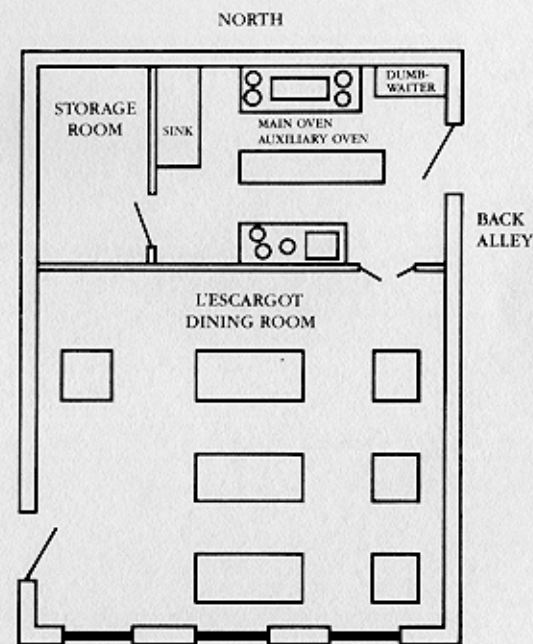 NORTH
STORAGE
ROOM
SINK
MAIN OVEN
AUXILIARY OVEN
DUMB-
WAITER
BACK
ALLEY
L'ESCARGOT
DINING ROOM